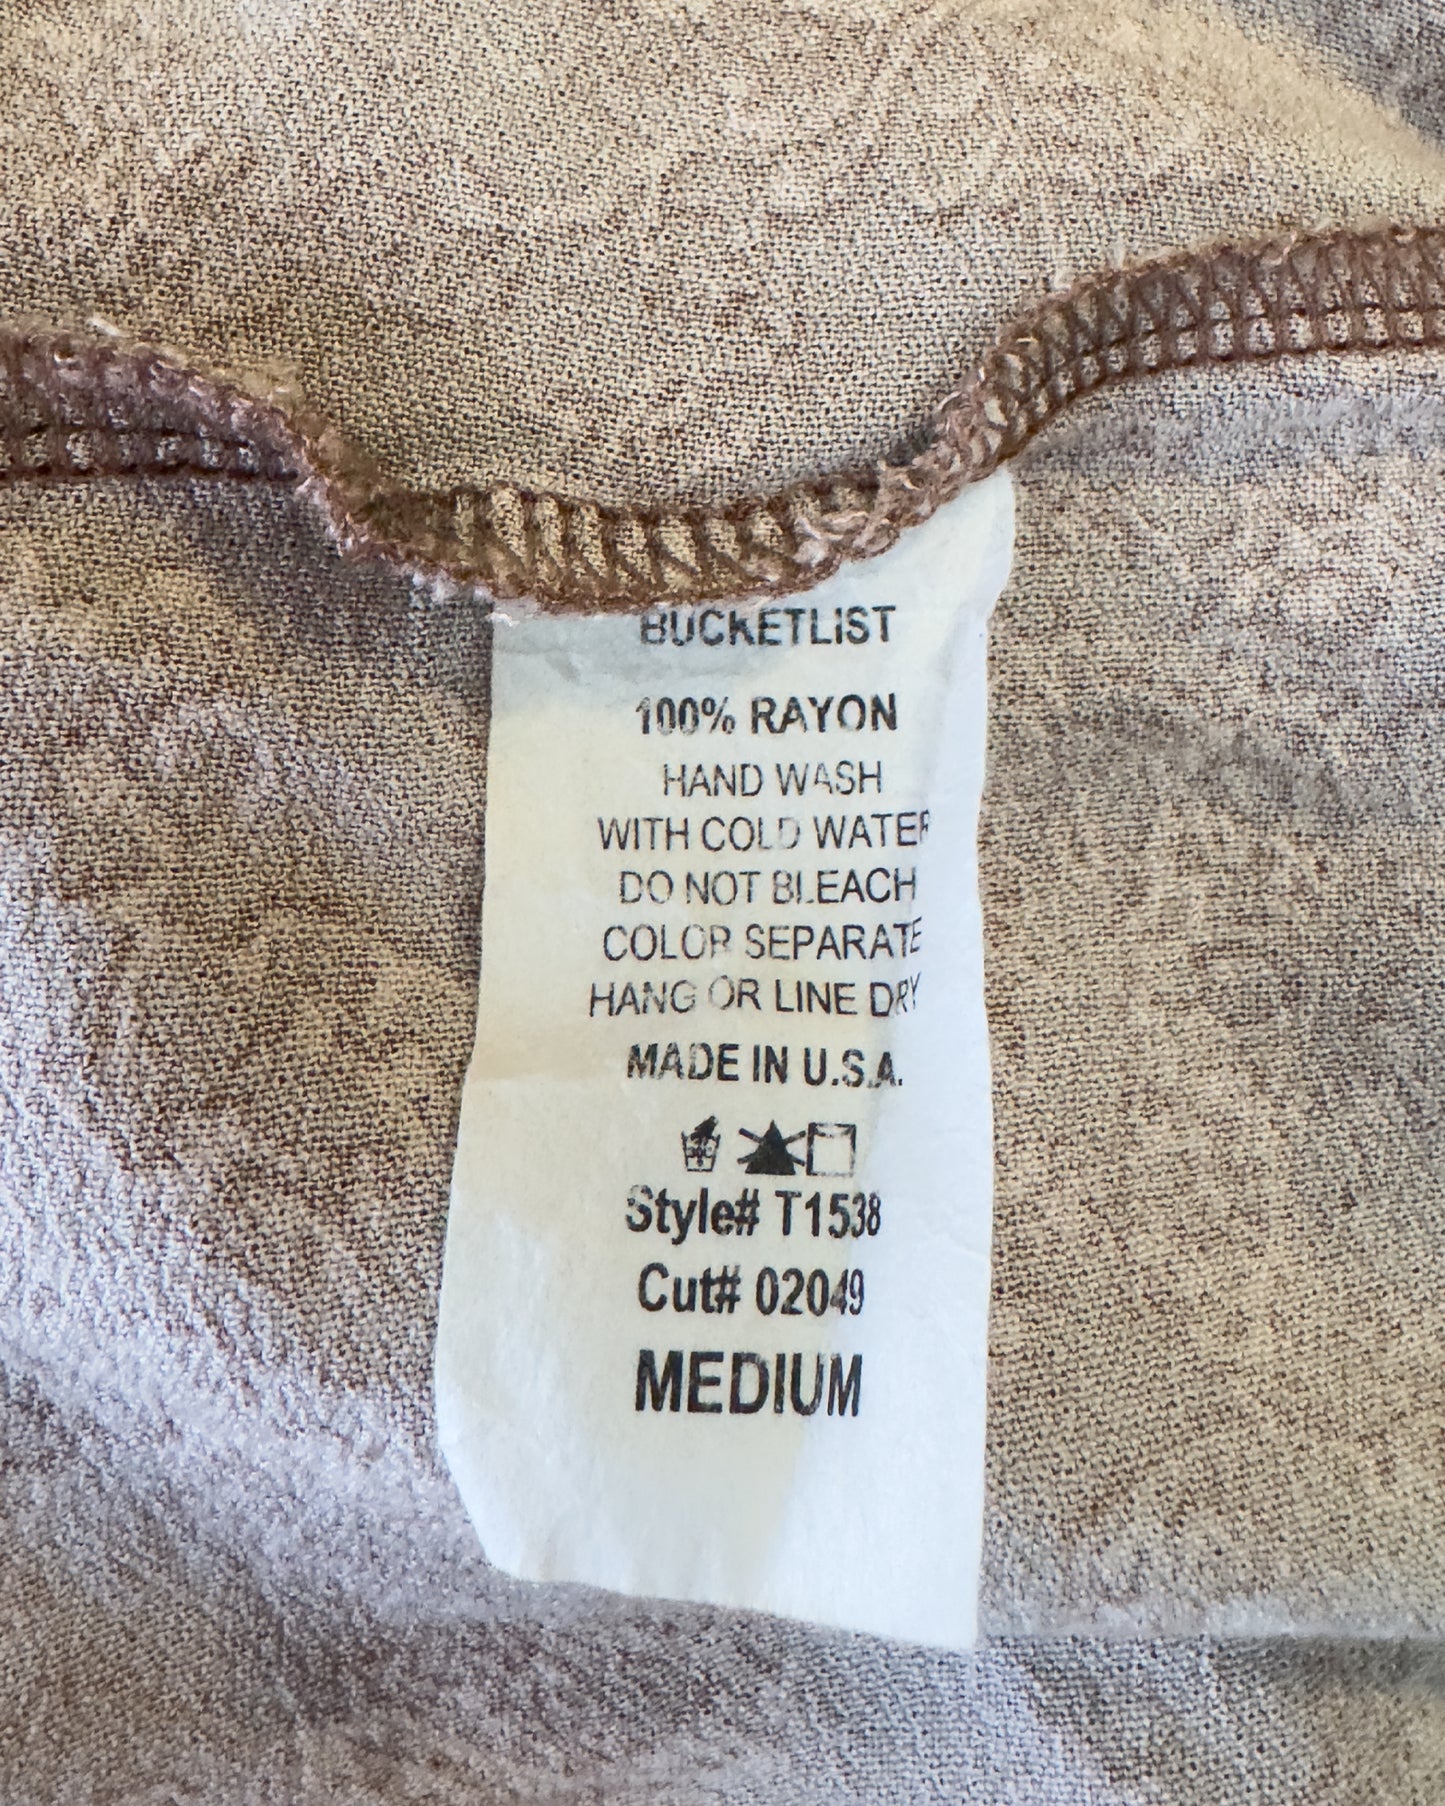 BUCKETLIST
100% RAYON
HAND WASH
WITH COLD WATER
DO NOT BLEACH
COLOR SEPARATE
HANG OR LINE DRY
MADE IN U.S.A.
Style# T1538
Cut# 02049
MEDIUM